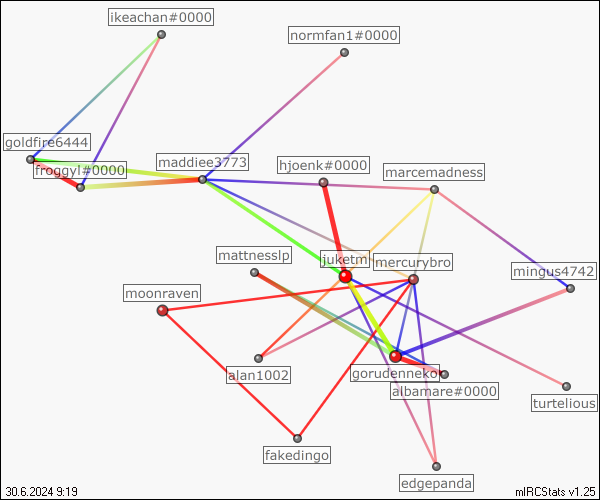 ikeachan#0000
normfan1#0000
goldfire6444
froggyl#0000
maddiee3773
hjoenk#0000
marcemadness
mattnesslp
juketm
mercurybro
mingus4742
moonraven
alan1002
gorudenneko
albamare#0000
turtelious
fakedingo
edgepanda
30.6.2024 9:19
mIRCStats v1.25